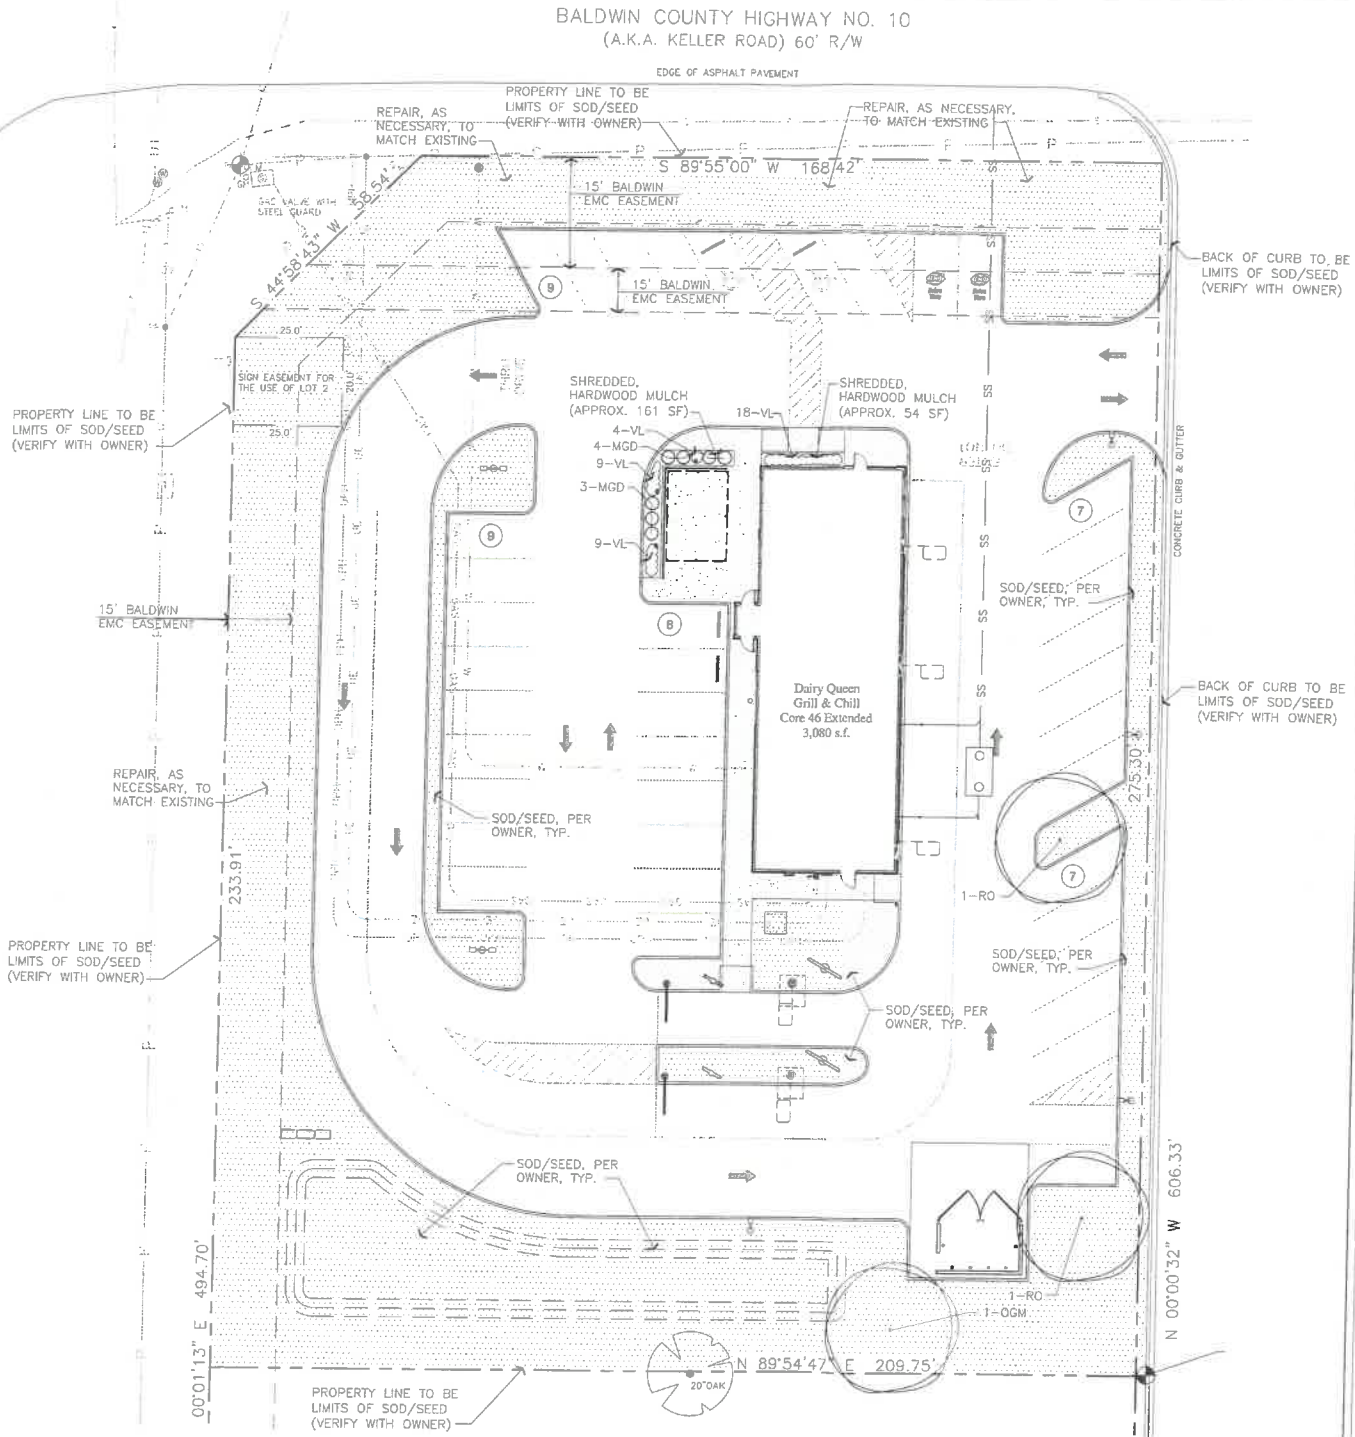 BALDWIN COUNTY HIGHWAY NO. 10
(A.K.A. KELLER ROAD) 60' R/W
EDGE OF ASPHALT PAVEMENT
PROPERTY LINE TO BE
LIMITS OF SOD/SEED
(VERIFY WITH OWNER)
REPAIR, AS
NECESSARY, TO
MATCH EXISTING
REPAIR, AS NECESSARY,
TO MATCH EXISTING
S 89°55'00" W 168.42'
15' BALDWIN
EMC EASEMENT
GAS VALVE WITH
STEEL GUARD
S 44°58'43" W 58.54'
15' BALDWIN
EMC EASEMENT
9
BACK OF CURB TO BE
LIMITS OF SOD/SEED
(VERIFY WITH OWNER)
25.0'
SIGN EASEMENT FOR
THE USE OF LOT 2
20.0'
25.0'
PROPERTY LINE TO BE
LIMITS OF SOD/SEED
(VERIFY WITH OWNER)
SHREDDED,
HARDWOOD MULCH
(APPROX. 161 SF)
18-VL
SHREDDED,
HARDWOOD MULCH
(APPROX. 54 SF)
4-VL
4-MGD
9-VL
3-MGD
9-VL
9
7
CONCRETE CURB & GUTTER
SS
SOD/SEED, PER
OWNER, TYP.
15' BALDWIN
EMC EASEMENT
8
Dairy Queen
Grill & Chill
Core 46 Extended
3,080 s.f.
BACK OF CURB TO BE
LIMITS OF SOD/SEED
(VERIFY WITH OWNER)
275.30'
REPAIR, AS
NECESSARY, TO
MATCH EXISTING
SOD/SEED, PER
OWNER, TYP.
233.91'
7
1-RO
PROPERTY LINE TO BE
LIMITS OF SOD/SEED
(VERIFY WITH OWNER)
SOD/SEED, PER
OWNER, TYP.
SOD/SEED, PER
OWNER, TYP.
SOD/SEED, PER
OWNER, TYP.
N 00°00'32" W 606.33'
00°01'13" E 494.70'
1-RO
1-OGM
N 89°54'47" E 209.75'
20"OAK
PROPERTY LINE TO BE
LIMITS OF SOD/SEED
(VERIFY WITH OWNER)